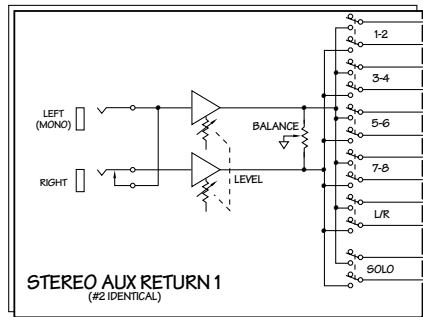 1-2
3-4
LEFT
(MONO)
BALANCE
5-6
RIGHT
LEVEL
7-8
L/R
SOLO
STEREO AUX RETURN 1
(#2 IDENTICAL)